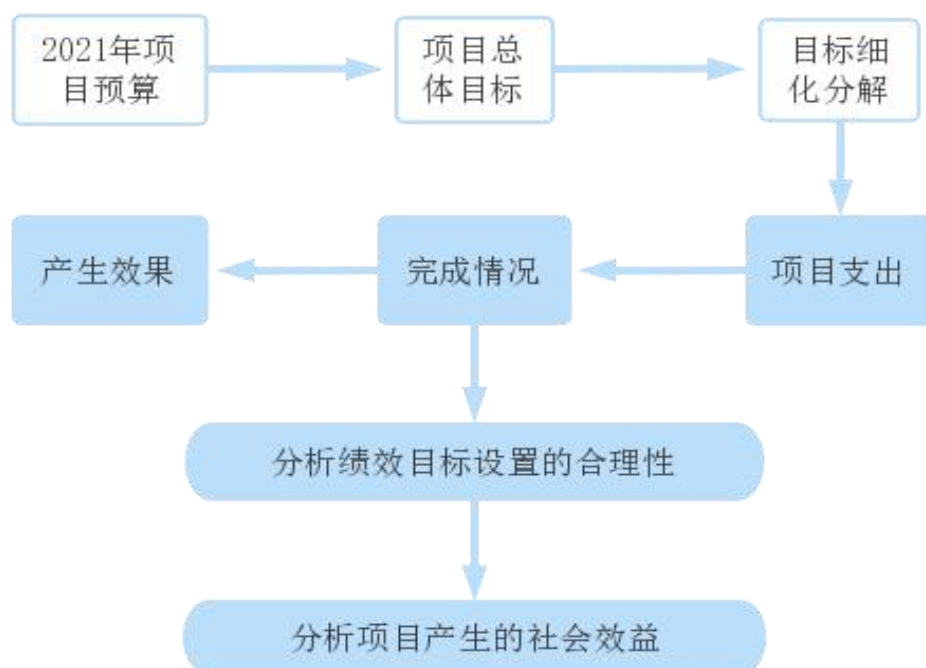 2021年项
目预算
项目总
体目标
目标细
化分解
产生效果
完成情况
项目支出
分析绩效目标设置的合理性
分析项目产生的社会效益